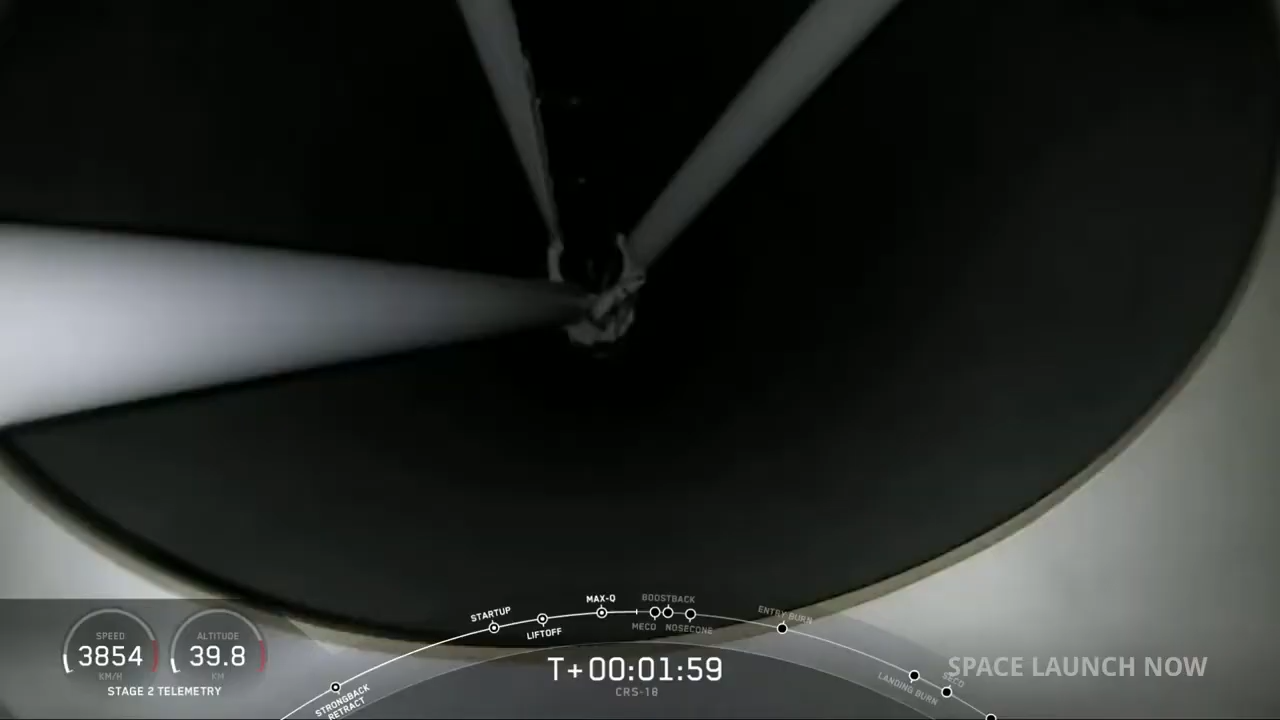 MAX-Q
BOOSTBACK
STARTUP
LIFTOFF
MECO
NOSECONE
ENTRY BURN
SPEED
3854
KM/H
ALTITUDE
39.8
KM
STAGE 2 TELEMETRY
T+00:01:59
CRS-18
STRONGBACK
RETRACT
LANDING BURN
SECO
SPACE LAUNCH NOW